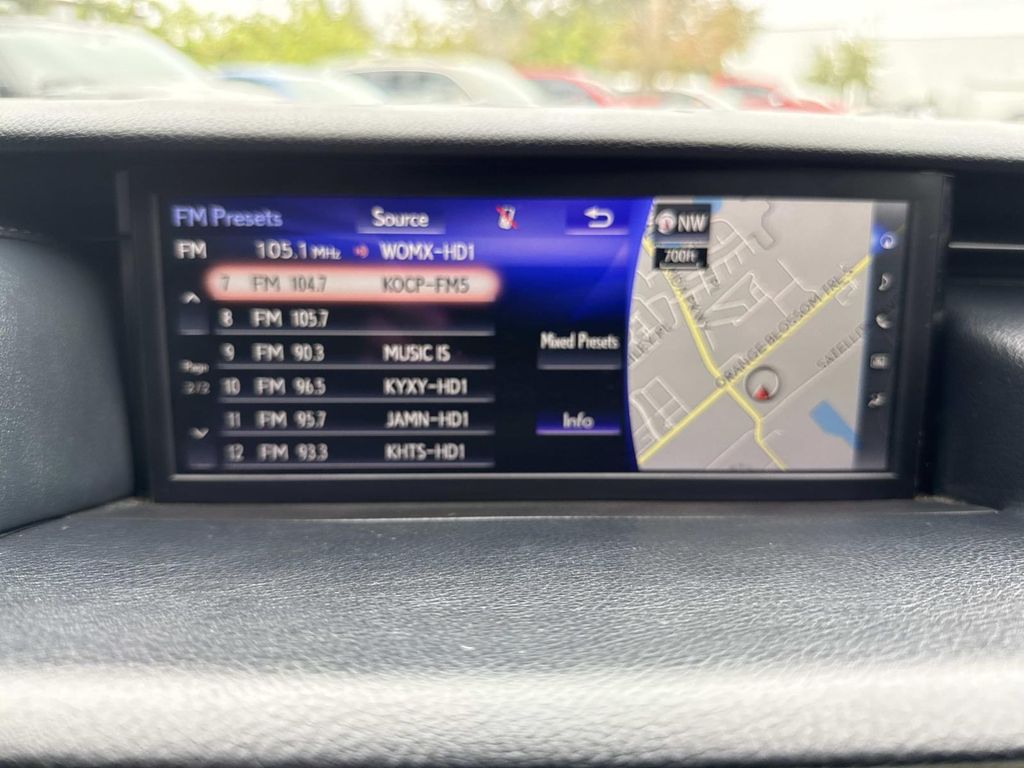 FM Presets Source
FM 105.1 MHz WOMX-HD1
7 FM 104.7 KOCP-FM5
8 FM 105.7
9 FM 90.3 MUSIC IS
10 FM 96.5 KYXY-HD1
11 FM 95.7 JAMN-HD1
12 FM 93.3 KHTS-HD1
Page
2/2
Mixed Presets
Info
NW
700ft
ORANGE BLOSSOM TRL
SATELLIT